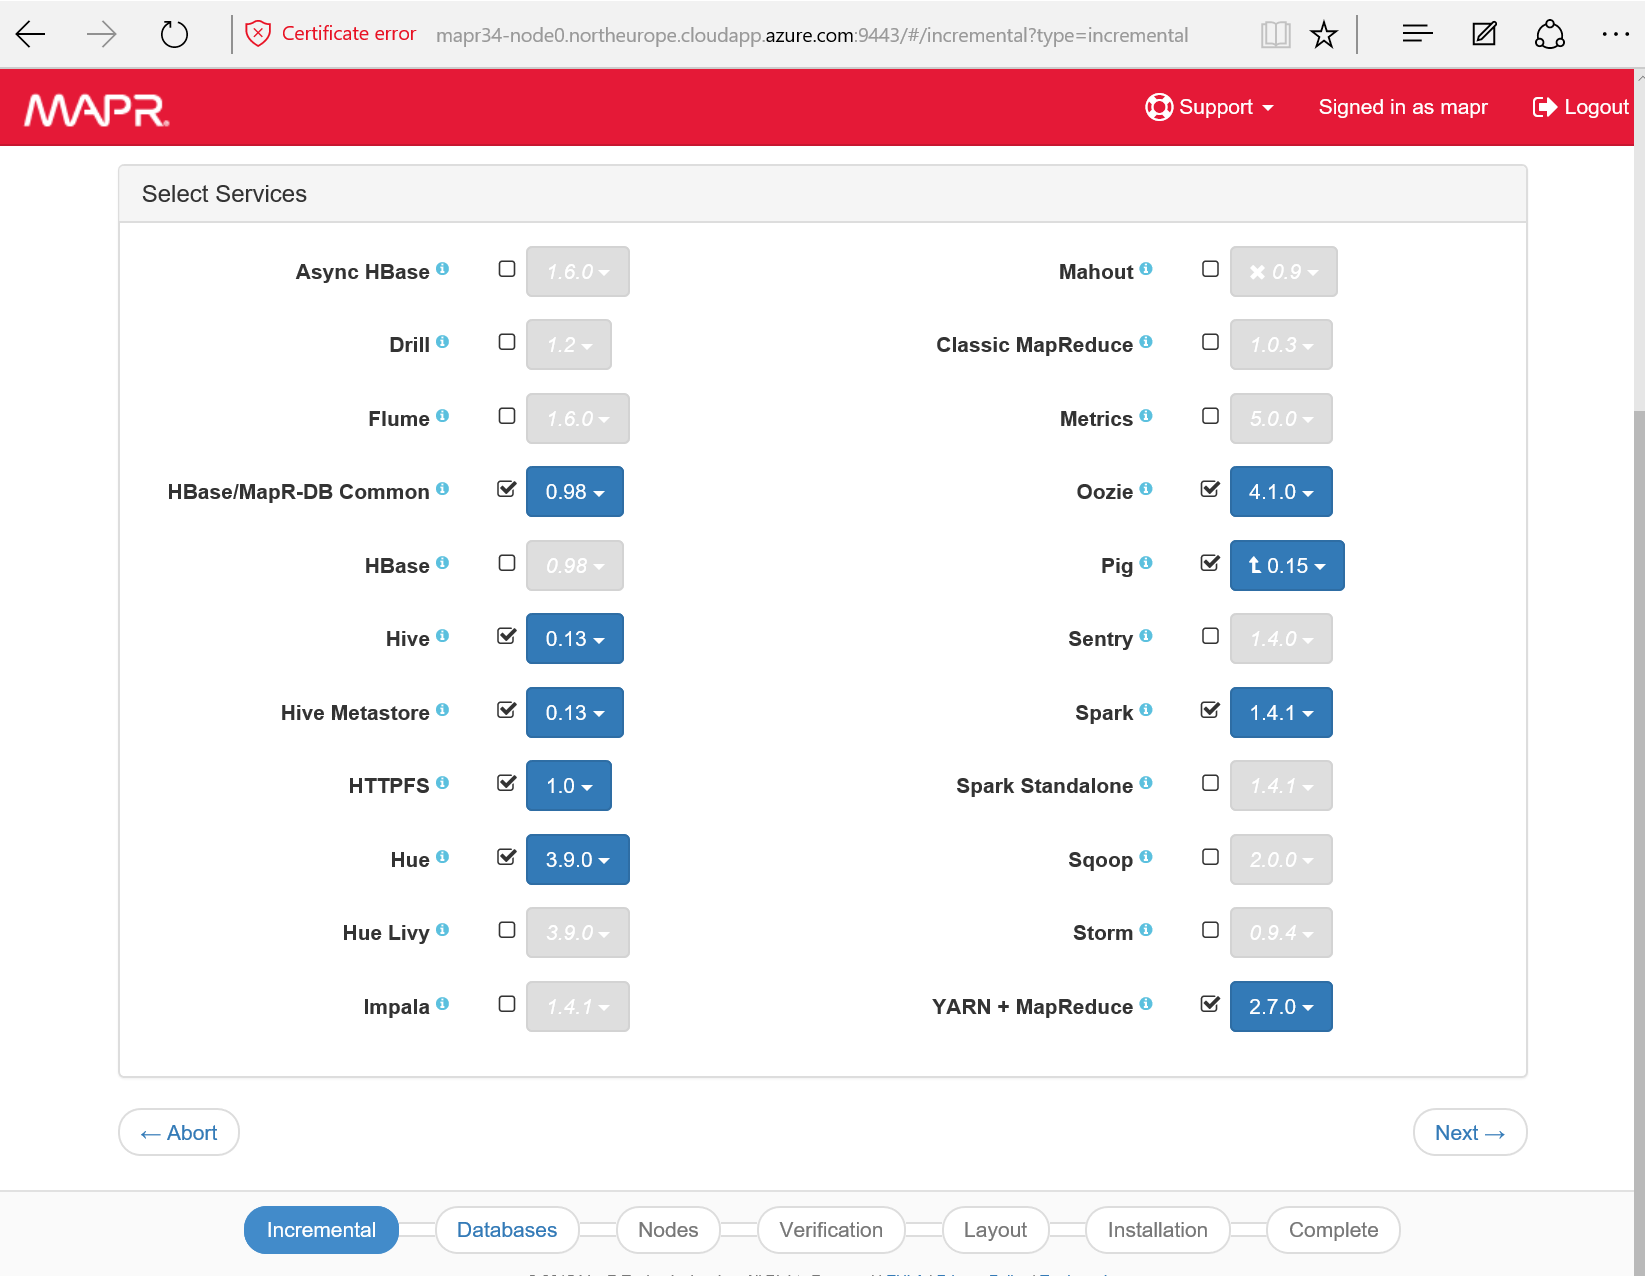 Certificate error mapr34-node0.northeurope.cloudapp.azure.com:9443/#/incremental?type=incremental
MAPR.
Support
Signed in as mapr
Logout
Select Services
Async HBase 1.6.0
Drill 1.2
Flume 1.6.0
HBase/MapR-DB Common 0.98
HBase 0.98
Hive 0.13
Hive Metastore 0.13
HTTPFS 1.0
Hue 3.9.0
Hue Livy 3.9.0
Impala 1.4.1
Mahout 0.9
Classic MapReduce 1.0.3
Metrics 5.0.0
Oozie 4.1.0
Pig 0.15
Sentry 1.4.0
Spark 1.4.1
Spark Standalone 1.4.1
Sqoop 2.0.0
Storm 0.9.4
YARN + MapReduce 2.7.0
← Abort
Next →
Incremental
Databases
Nodes
Verification
Layout
Installation
Complete